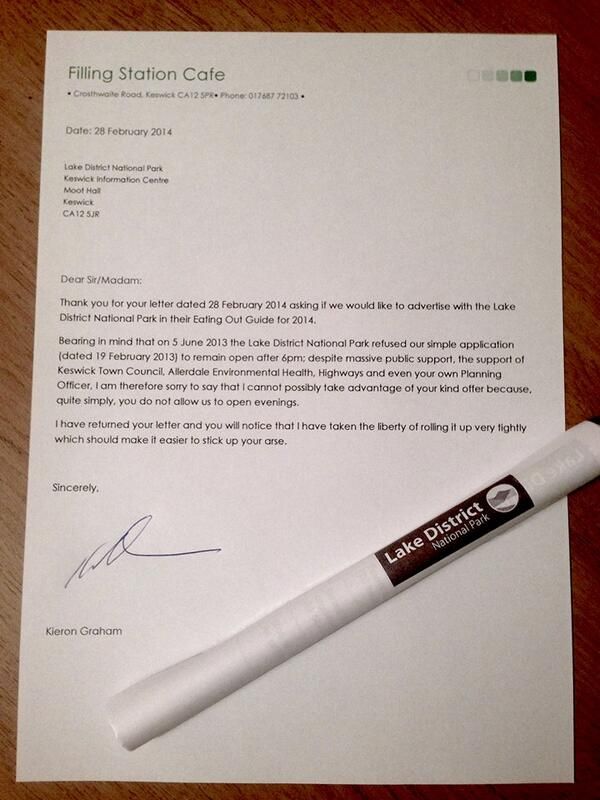 Filling Station Cafe
• Crosthwaite Road, Keswick CA12 5PR• Phone: 017687 72103 •
Date: 28 February 2014
Lake District National Park
Keswick Information Centre
Moot Hall
Keswick
CA12 5JR
Dear Sir/Madam:
Thank you for your letter dated 28 February 2014 asking if we would like to advertise with the Lake
District National Park in their Eating Out Guide for 2014.
Bearing in mind that on 5 June 2013 the Lake District National Park refused our simple application
(dated 19 February 2013) to remain open after 6pm; despite massive public support, the support of
Keswick Town Council, Allerdale Environmental Health, Highways and even your own Planning
Officer, I am therefore sorry to say that I cannot possibly take advantage of your kind offer because,
quite simply, you do not allow us to open evenings.
I have returned your letter and you will notice that I have taken the liberty of rolling it up very tightly
which should make it easier to stick up your arse.
Sincerely,
Kieron Graham
Lake District
National Park